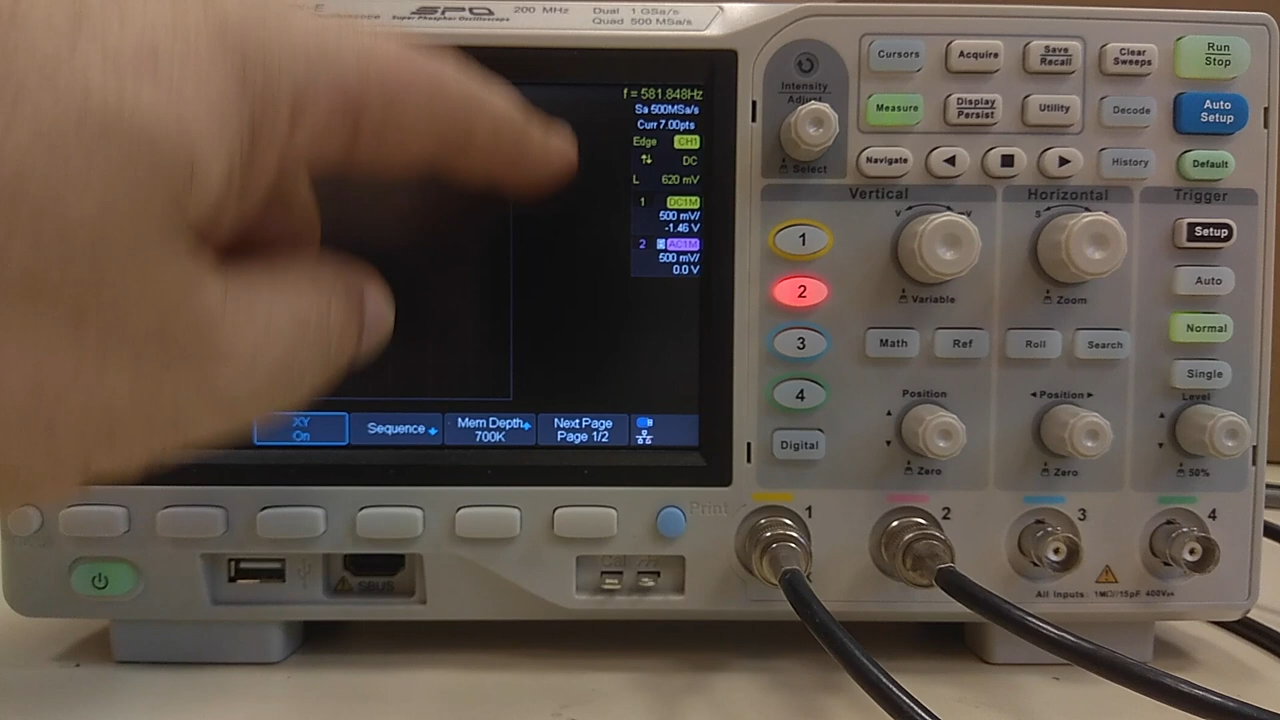 SPO
Super Phosphor Oscilloscope
200 MHz
Dual 1 GSa/s
Quad 500 MSa/s
f = 581.848Hz
Sa 500MSa/s
Curr 7.00pts
Edge CH1
DC
L 620 mV
1 DC1M
500 mV/
-1.46 V
2 AC1M
500 mV/
0.0 V
XY
On
Sequence
Mem Depth
700K
Next Page
Page 1/2
Intensity
Adjust
Select
Cursors
Acquire
Save
Recall
Clear
Sweeps
Run
Stop
Measure
Display
Persist
Utility
Decode
Auto
Setup
Navigate
History
Default
Vertical
Horizontal
Trigger
V
V
S
Setup
1
Variable
Zoom
Auto
2
3
Math
Ref
Roll
Search
Normal
Single
4
Position
Position
Level
Digital
Zero
Zero
50%
Print
1
2
3
4
Cal
SBUS
All Inputs: 1MΩ//15pF 400Vpk